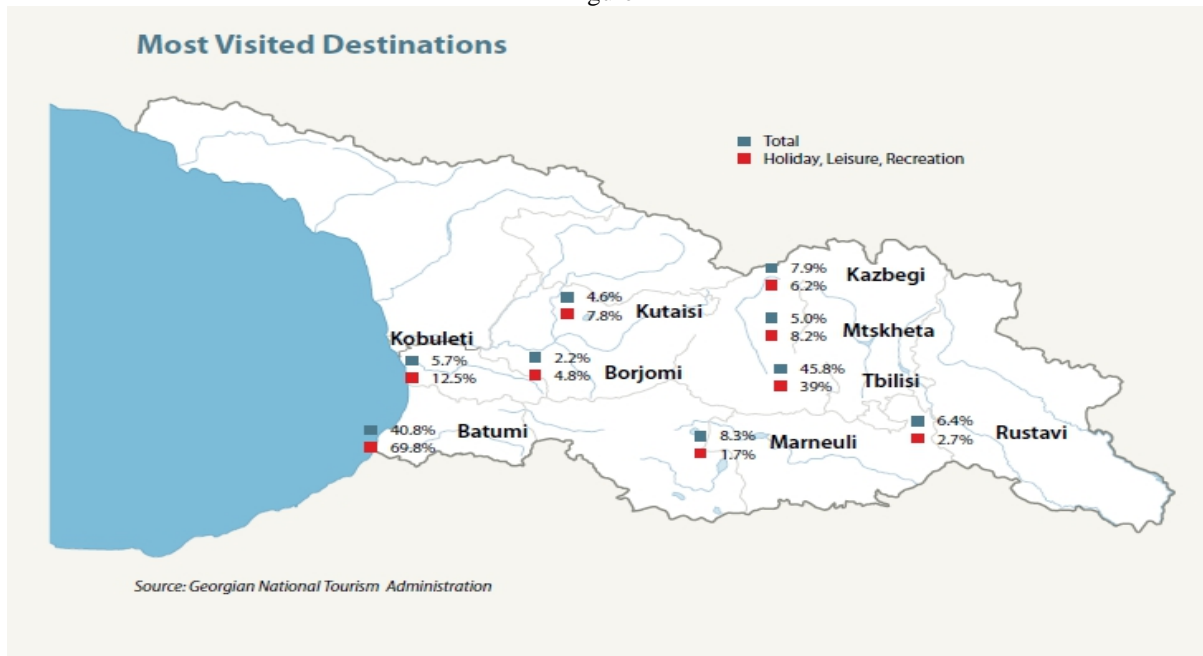 Most Visited Destinations
Total
Holiday, Leisure, Recreation
7.9%
6.2%
Kazbegi
4.6%
7.8%
Kutaisi
5.0%
8.2%
Mtskheta
Kobuleti
5.7%
12.5%
2.2%
4.8%
Borjomi
45.8%
39%
Tbilisi
40.8%
69.8%
Batumi
8.3%
1.7%
Marneuli
6.4%
2.7%
Rustavi
Source: Georgian National Tourism Administration